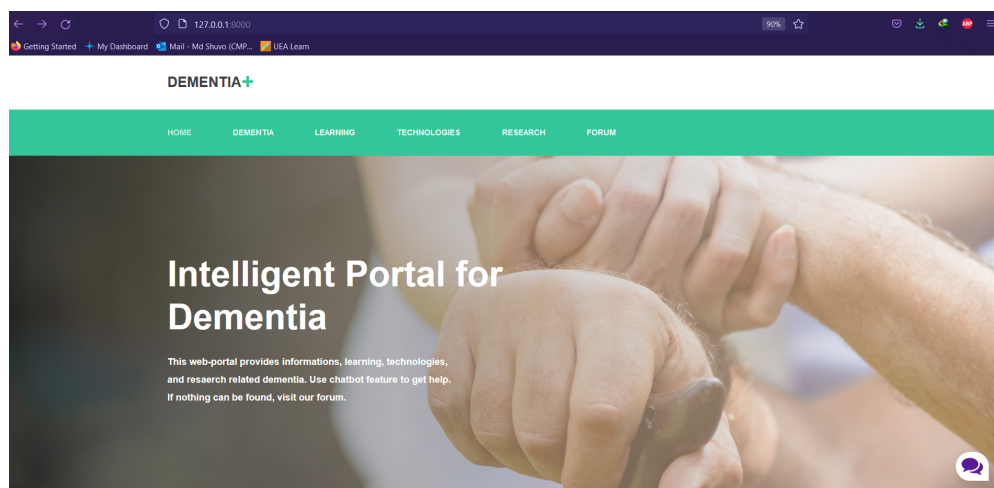 127.0.0.1:8000
90%
Getting Started My Dashboard Mail - Md Shuvo (CMP... UEA Learn
ABP
DEMENTIA+
HOME DEMENTIA LEARNING TECHNOLOGIES RESEARCH FORUM
Intelligent Portal for
Dementia
This web-portal provides informations, learning, technologies,
and resaerch related dementia. Use chatbot feature to get help.
If nothing can be found, visit our forum.